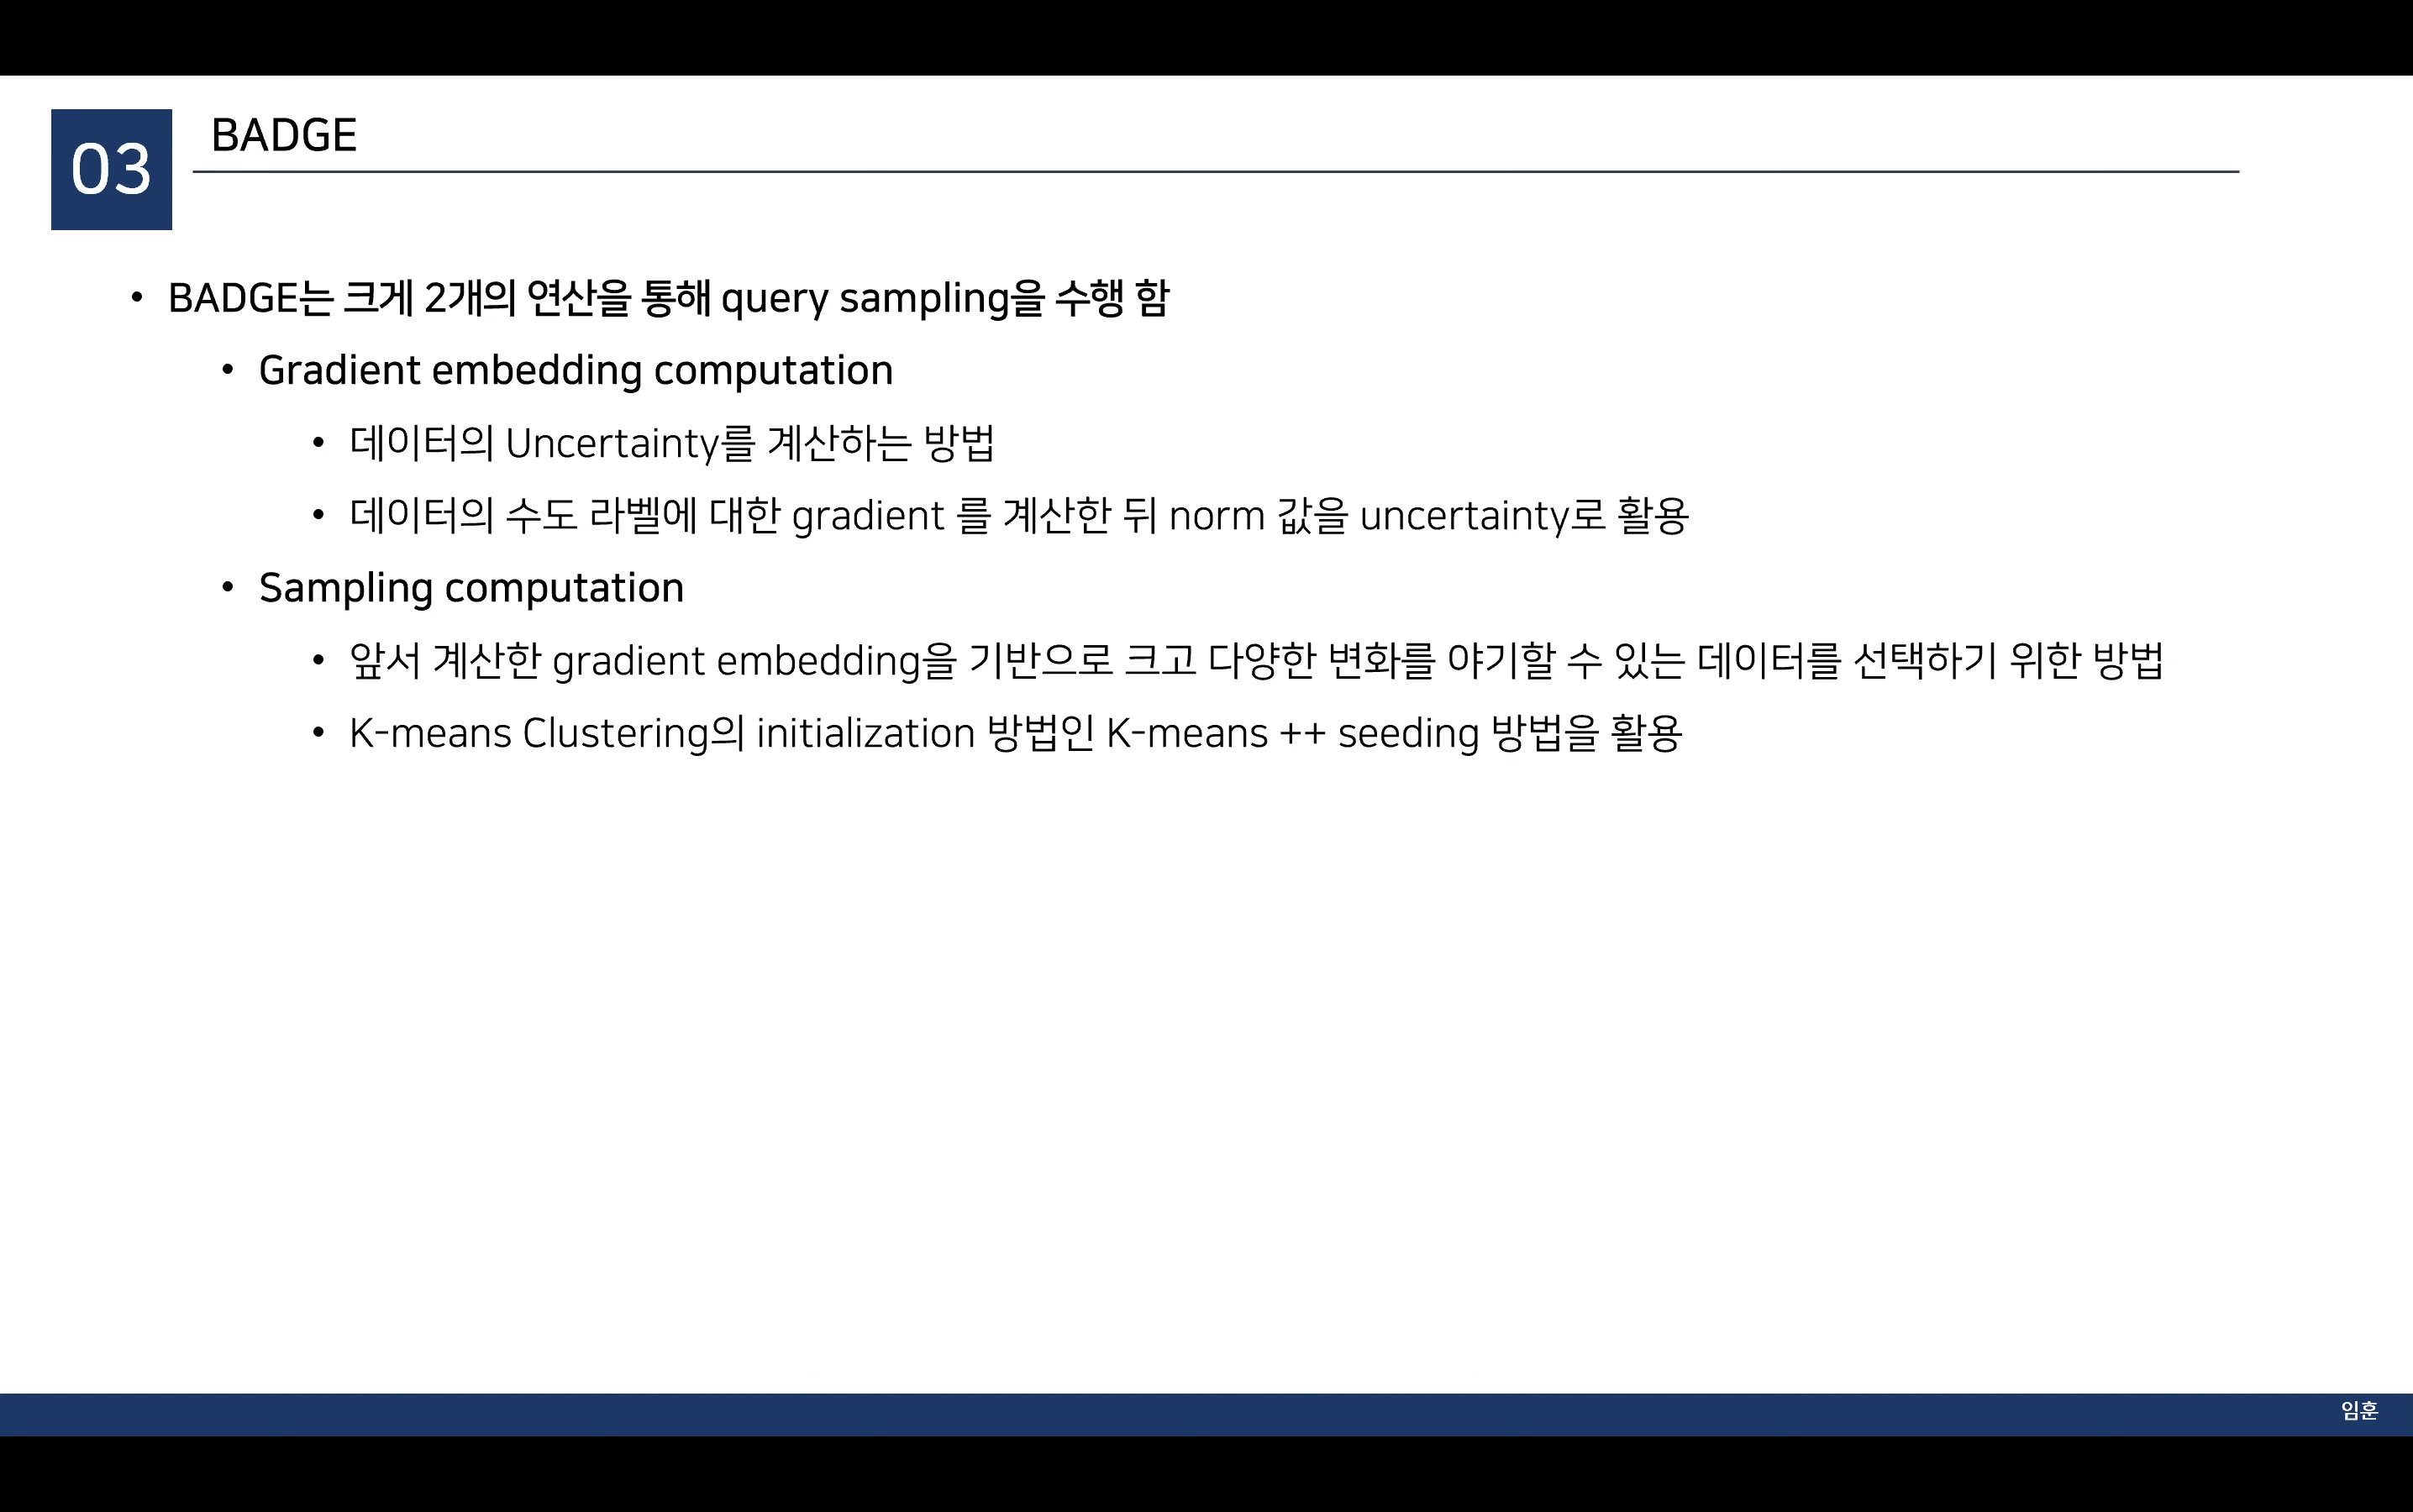 03
BADGE
• BADGE는 크게 2개의 연산을 통해 query sampling을 수행 함
• Gradient embedding computation
• 데이터의 Uncertainty를 계산하는 방법
• 데이터의 수도 라벨에 대한 gradient 를 계산한 뒤 norm 값을 uncertainty로 활용
• Sampling computation
• 앞서 계산한 gradient embedding을 기반으로 크고 다양한 변화를 야기할 수 있는 데이터를 선택하기 위한 방법
• K-means Clustering의 initialization 방법인 K-means ++ seeding 방법을 활용
임훈